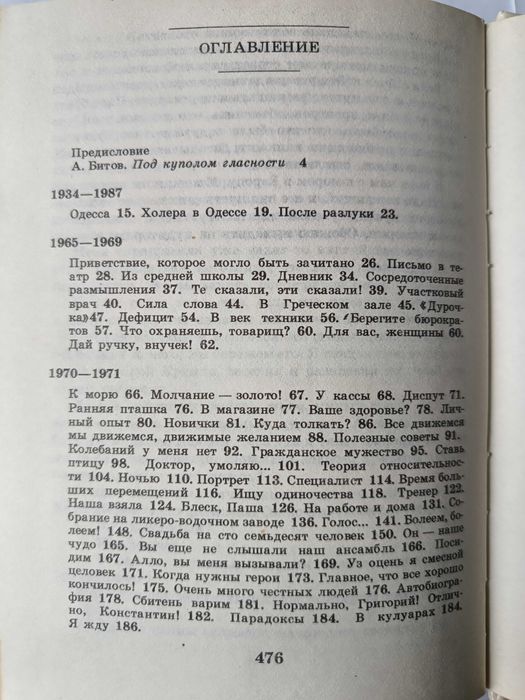 ОГЛАВЛЕНИЕ
Предисловие
А. Битов. Под куполом гласности 4
1934—1987
Одесса 15. Холера в Одессе 19. После разлуки 23.
1965—1969
Приветствие, которое могло быть зачитано 26. Письмо в те-
атр 28. Из средней школы 29. Дневник 34. Сосредоточенные
размышления 37. Те сказали, эти сказали! 39. Участковый
врач 40. Сила слова 44. В Греческом зале 45. «Дуроч-
ка» 47. Дефицит 54. В век техники 56. Берегите бюрокра-
тов 57. Что охраняешь, товарищ? 60. Для вас, женщины 60.
Дай ручку, внучек! 62.
1970—1971
К морю 66. Молчание — золото! 67. У кассы 68. Диспут 71.
Ранняя пташка 76. В магазине 77. Ваше здоровье? 78. Лич-
ный опыт 80. Новички 81. Куда толкать? 86. Все движемся
мы движемся, движимые желанием 88. Полезные советы 91.
Колебаний у меня нет 92. Гражданское мужество 95. Ставь
птицу 98. Доктор, умоляю... 101. Теория относительнос-
ти 104. Ночью 110. Портрет 113. Специалист 114. Время боль-
ших перемещений 116. Ищу одиночества 118. Тренер 122.
Наша взяла 124. Блеск, Паша 126. На работе и дома 131. Со-
брание на ликеро-водочном заводе 136. Голос... 141. Болеем, бо-
леем! 148. Свадьба на сто семьдесят человек 150. Он — наше
чудо 165. Вы еще не слышали наш ансамбль 166. Поси-
дим 167. Алло, вы меня вызывали? 169. Уз оцень я смесной
целовек 171. Когда нужны герои 173. Главное, что все хорошо
кончилось! 175. Очень много честных людей 176. Автобиогра-
фия 178. Сбитень варим 181. Нормально, Григорий! Отлич-
но, Константин! 182. Парадоксы 184. В кулуарах 184.
Я жду 186.
476